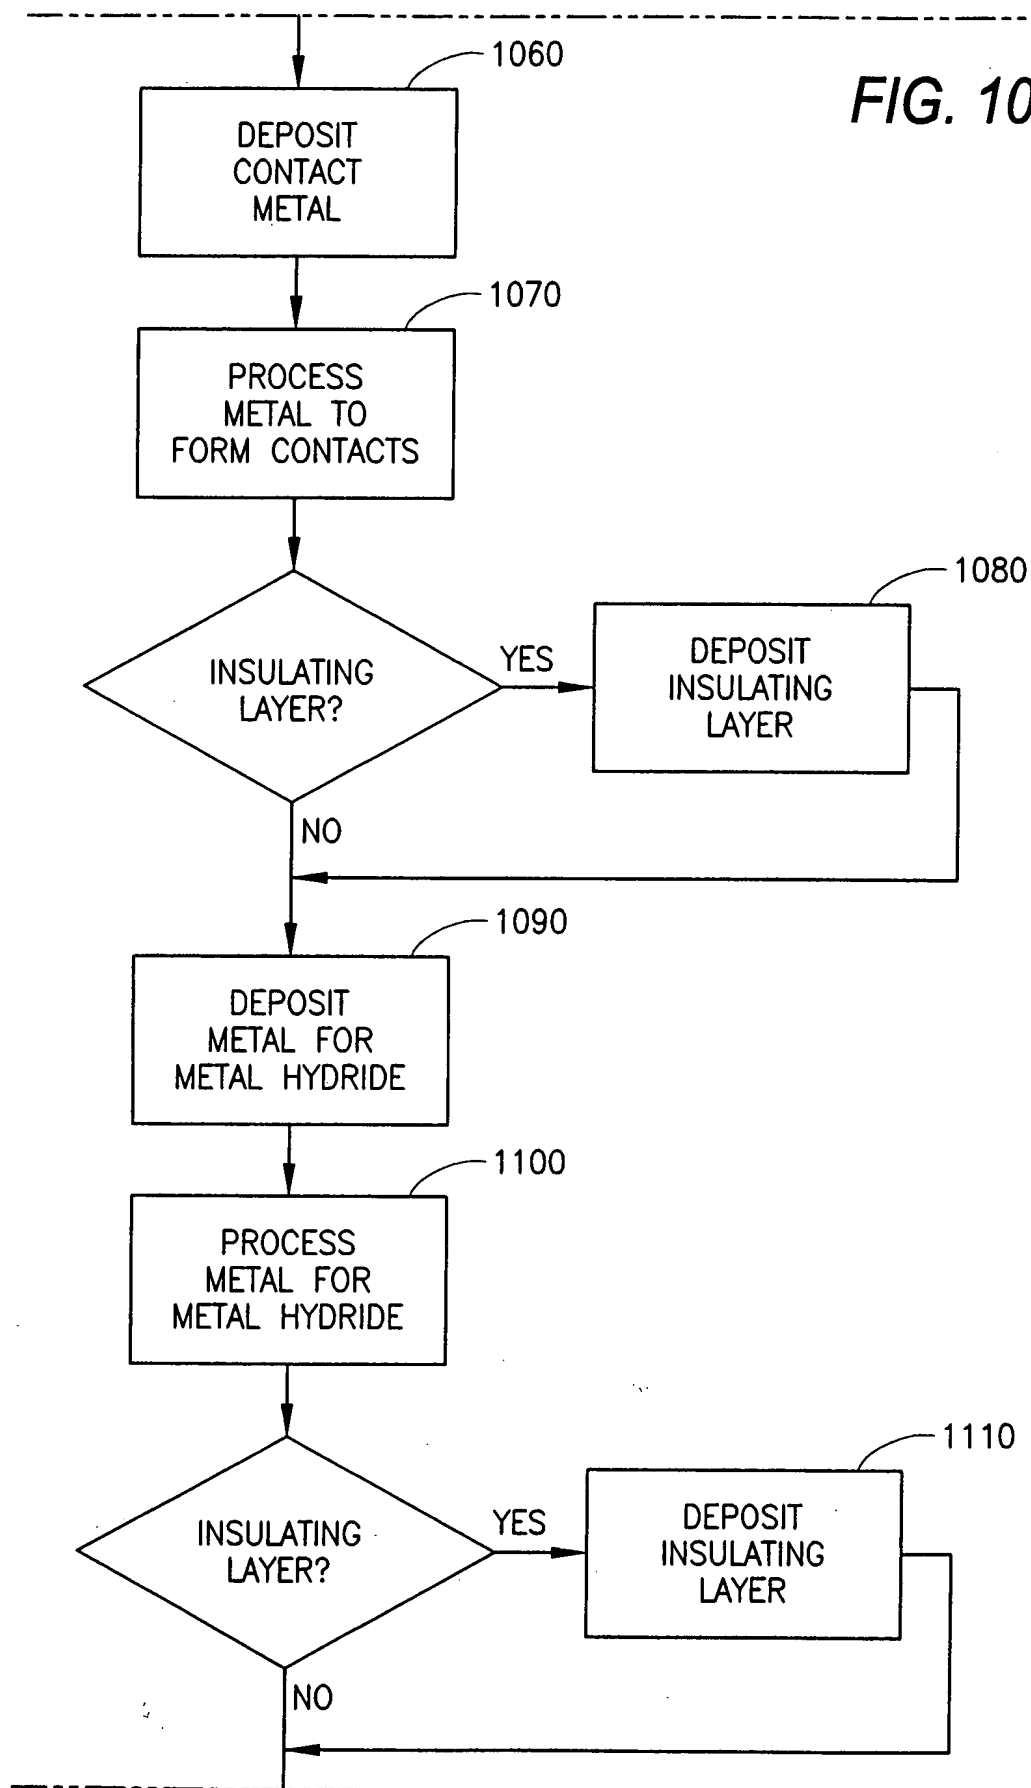 1060
FIG. 10
DEPOSIT
CONTACT
METAL
1070
PROCESS
METAL TO
FORM CONTACTS
1080
INSULATING
LAYER?
YES
DEPOSIT
INSULATING
LAYER
NO
1090
DEPOSIT
METAL FOR
METAL HYDRIDE
1100
PROCESS
METAL FOR
METAL HYDRIDE
1110
INSULATING
LAYER?
YES
DEPOSIT
INSULATING
LAYER
NO